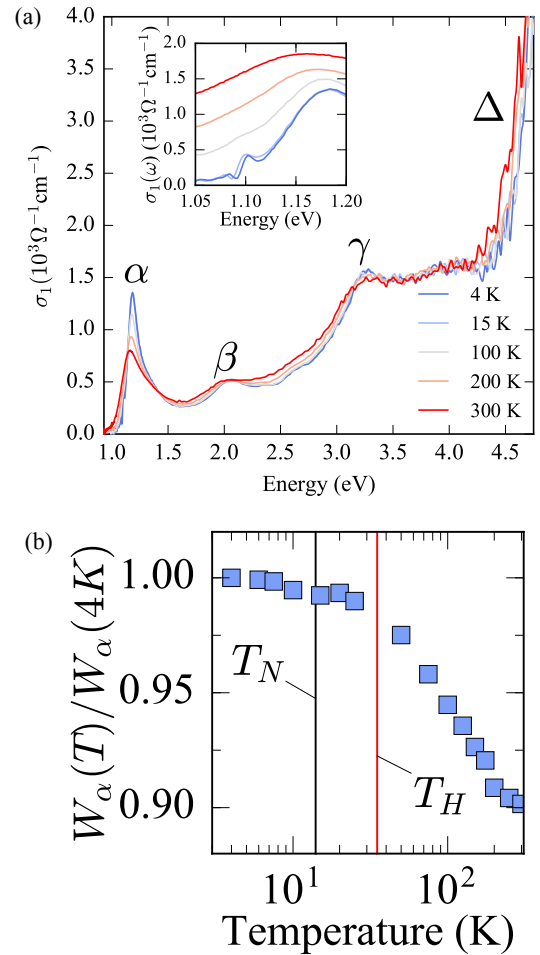 (a)
4.0
3.5
3.0
2.5
2.0
1.5
1.0
0.5
0.0
σ₁(10³Ω⁻¹cm⁻¹)
2.0
1.5
1.0
0.5
0.0
σ₁(ω) (10³Ω⁻¹cm⁻¹)
1.05 1.10 1.15 1.20
Energy (eV)
Δ
α
β
γ
4 K
15 K
100 K
200 K
300 K
1.0 1.5 2.0 2.5 3.0 3.5 4.0 4.5
Energy (eV)
(b)
1.00
0.95
0.90
W_α(T)/W_α(4K)
T_N
T_H
10¹ 10²
Temperature (K)